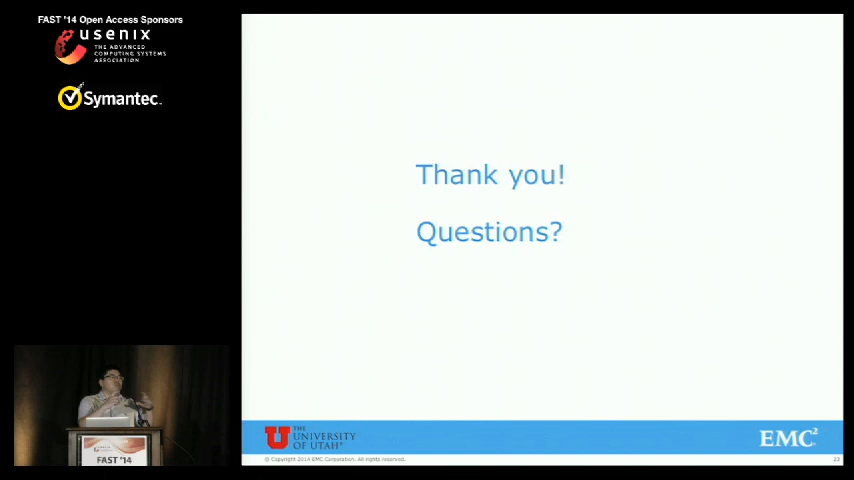 FAST '14 Open Access Sponsors
usenix
THE ADVANCED
COMPUTING SYSTEMS
ASSOCIATION
Symantec.
Thank you!
Questions?
U THE
UNIVERSITY
OF UTAH
EMC²
© Copyright 2014 EMC Corporation. All rights reserved.
23
FAST '14